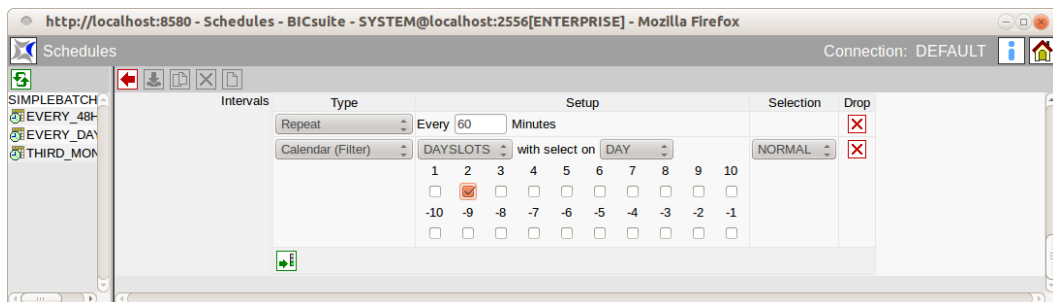 http://localhost:8580 - Schedules - BICsuite - SYSTEM@localhost:2556[ENTERPRISE] - Mozilla Firefox
Schedules Connection: DEFAULT
SIMPLEBATCH Intervals Type Setup Selection Drop
EVERY_48H Repeat Every 60 Minutes
EVERY_DAY
THIRD_MON Calendar (Filter) DAYSLOTS with select on DAY NORMAL
1 2 3 4 5 6 7 8 9 10
-10 -9 -8 -7 -6 -5 -4 -3 -2 -1